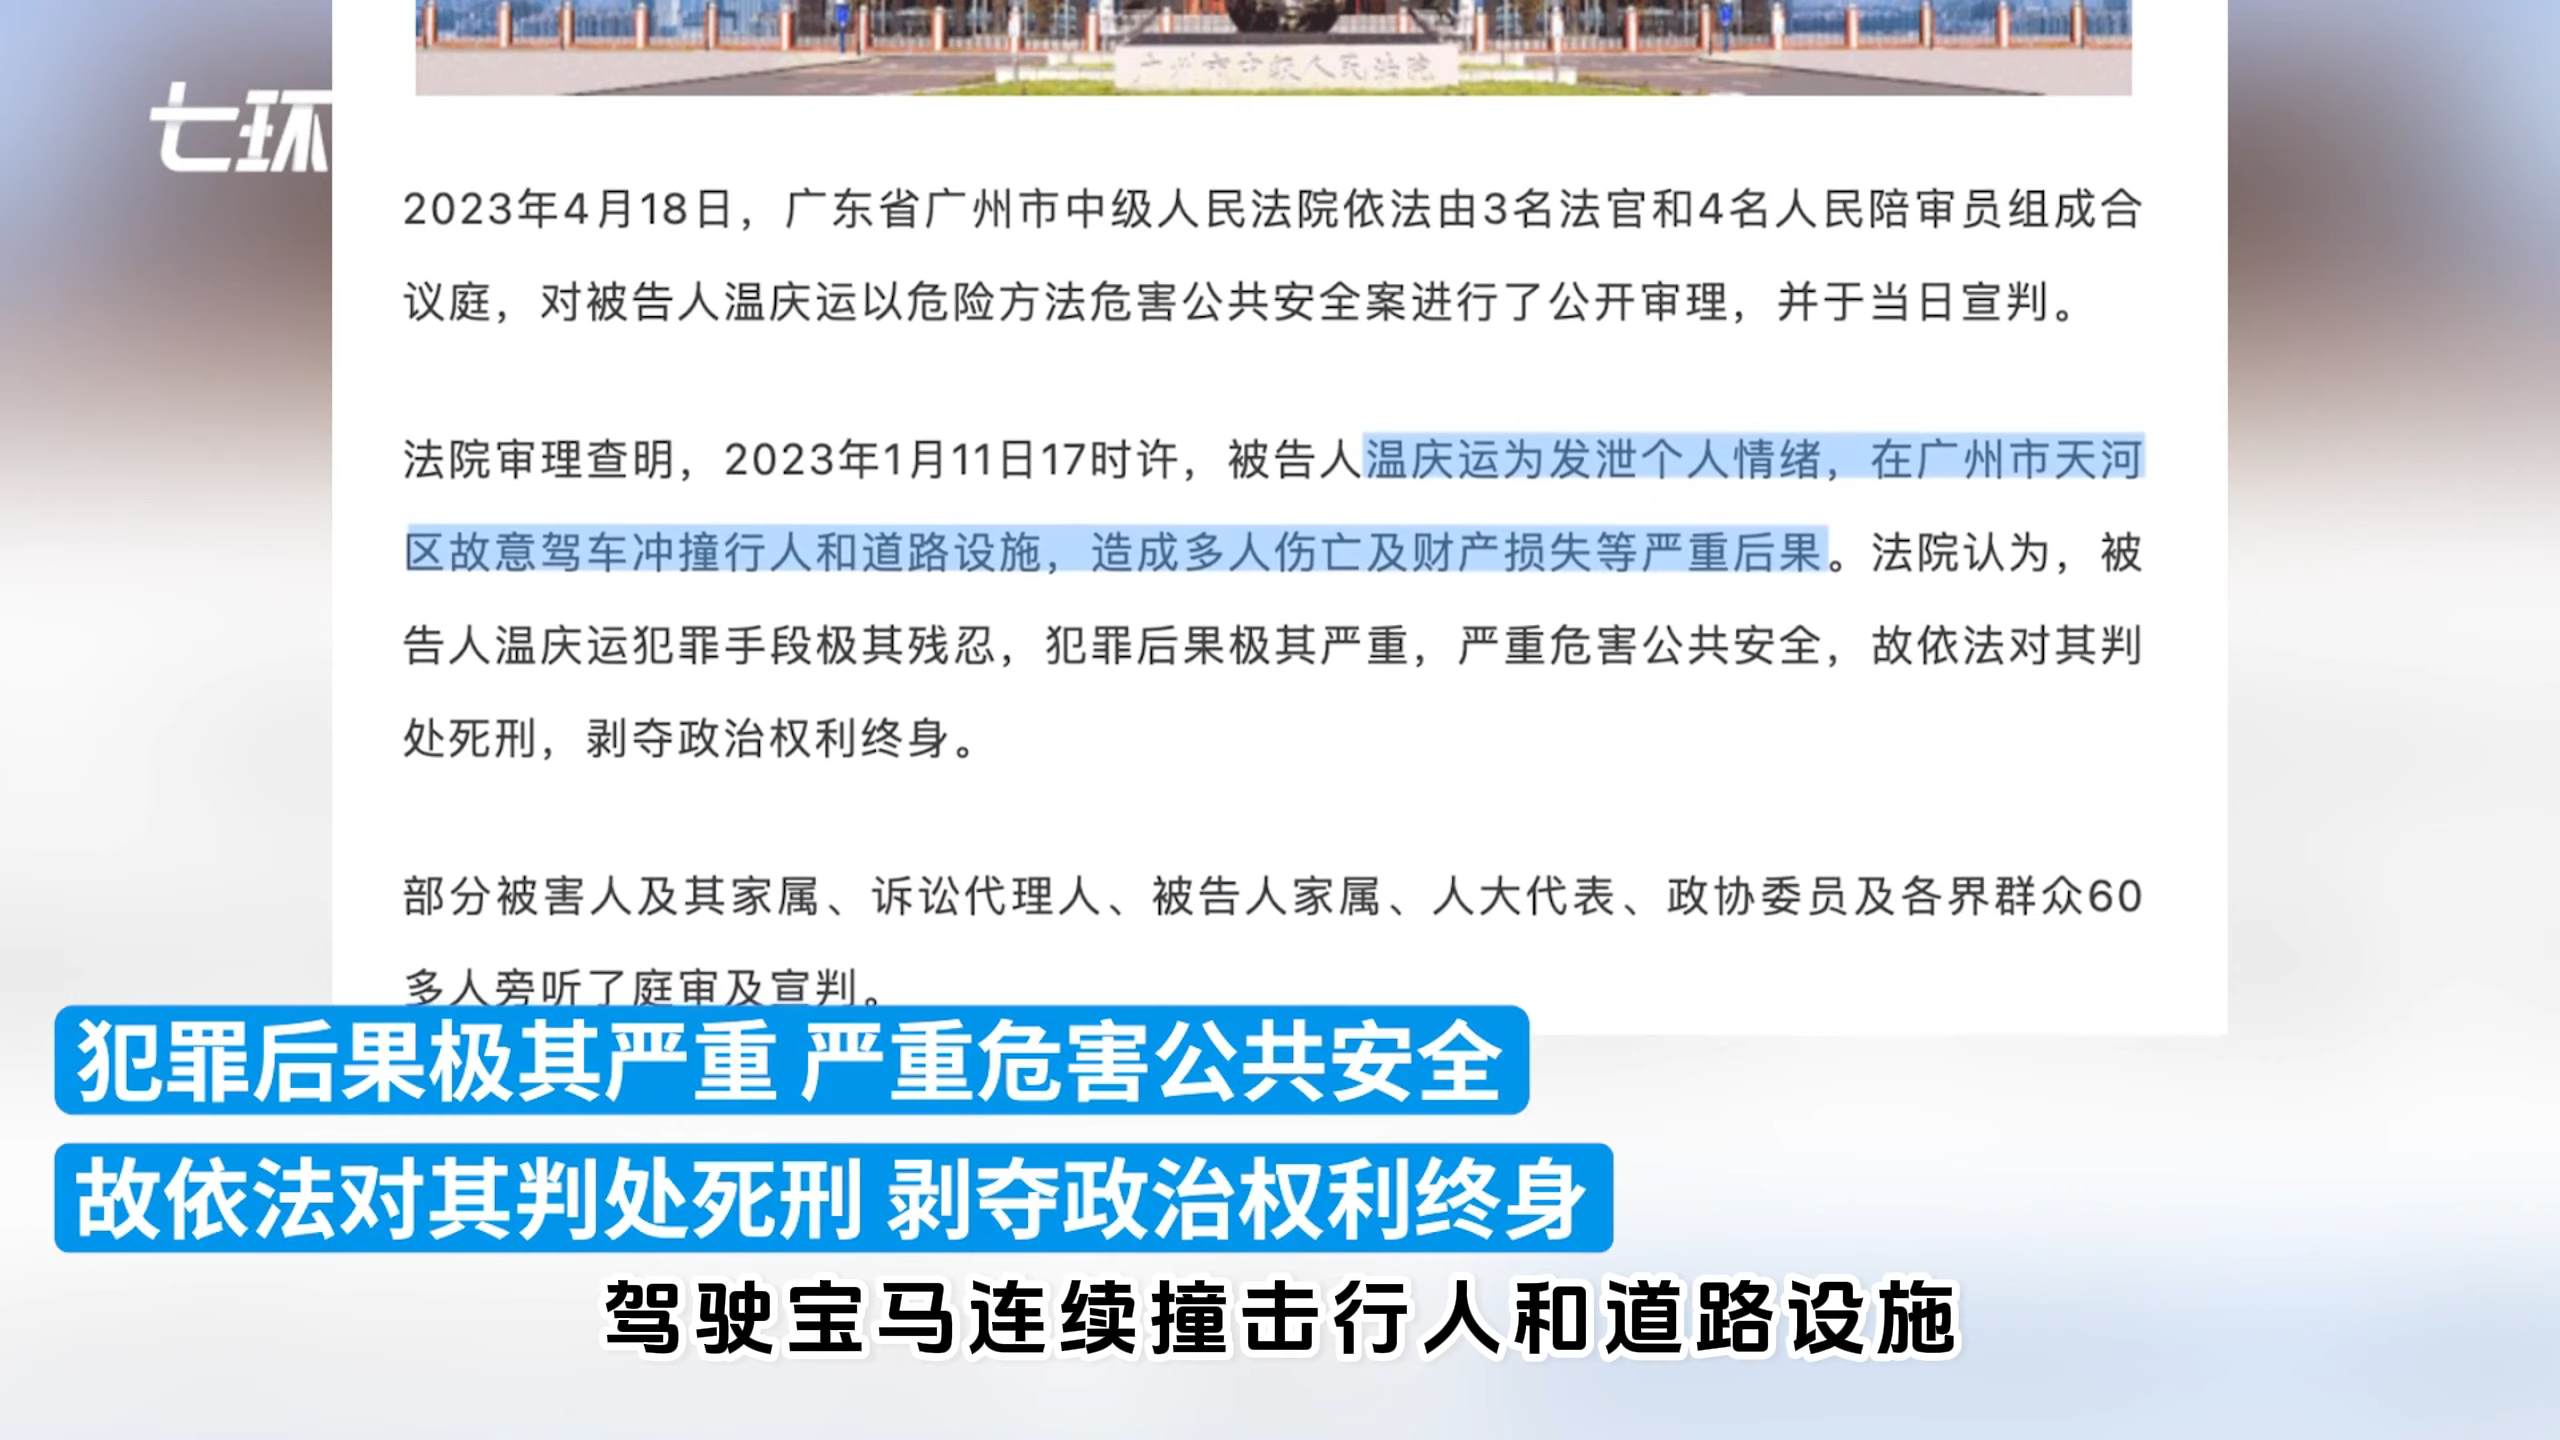 广州市中级人民法院
七环
2023年4月18日，广东省广州市中级人民法院依法由3名法官和4名人民陪审员组成合
议庭，对被告人温庆运以危险方法危害公共安全案进行了公开审理，并于当日宣判。
法院审理查明，2023年1月11日17时许，被告人温庆运为发泄个人情绪，在广州市天河
区故意驾车冲撞行人和道路设施，造成多人伤亡及财产损失等严重后果。法院认为，被
告人温庆运犯罪手段极其残忍，犯罪后果极其严重，严重危害公共安全，故依法对其判
处死刑，剥夺政治权利终身。
部分被害人及其家属、诉讼代理人、被告人家属、人大代表、政协委员及各界群众60
多人旁听了庭审及宣判。
犯罪后果极其严重 严重危害公共安全
故依法对其判处死刑 剥夺政治权利终身
驾驶宝马连续撞击行人和道路设施